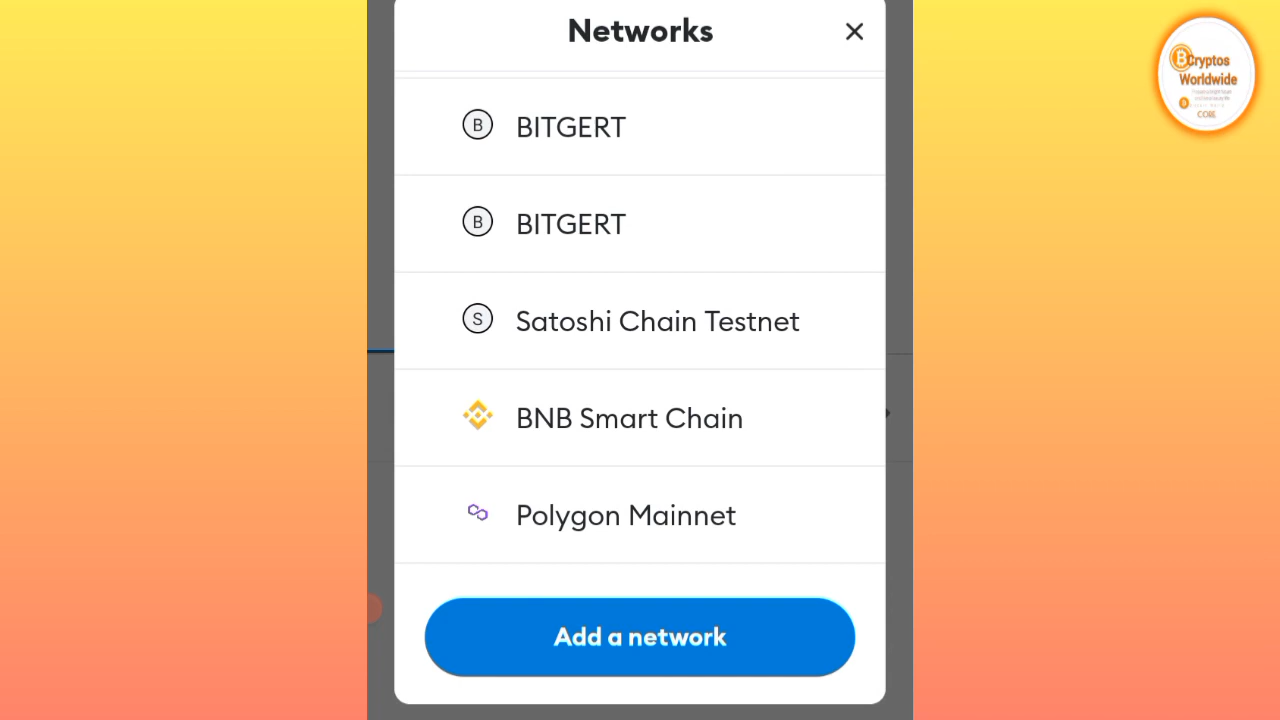 Networks
B BITGERT
B BITGERT
S Satoshi Chain Testnet
BNB Smart Chain
Polygon Mainnet
Add a network
Cryptos
Worldwide